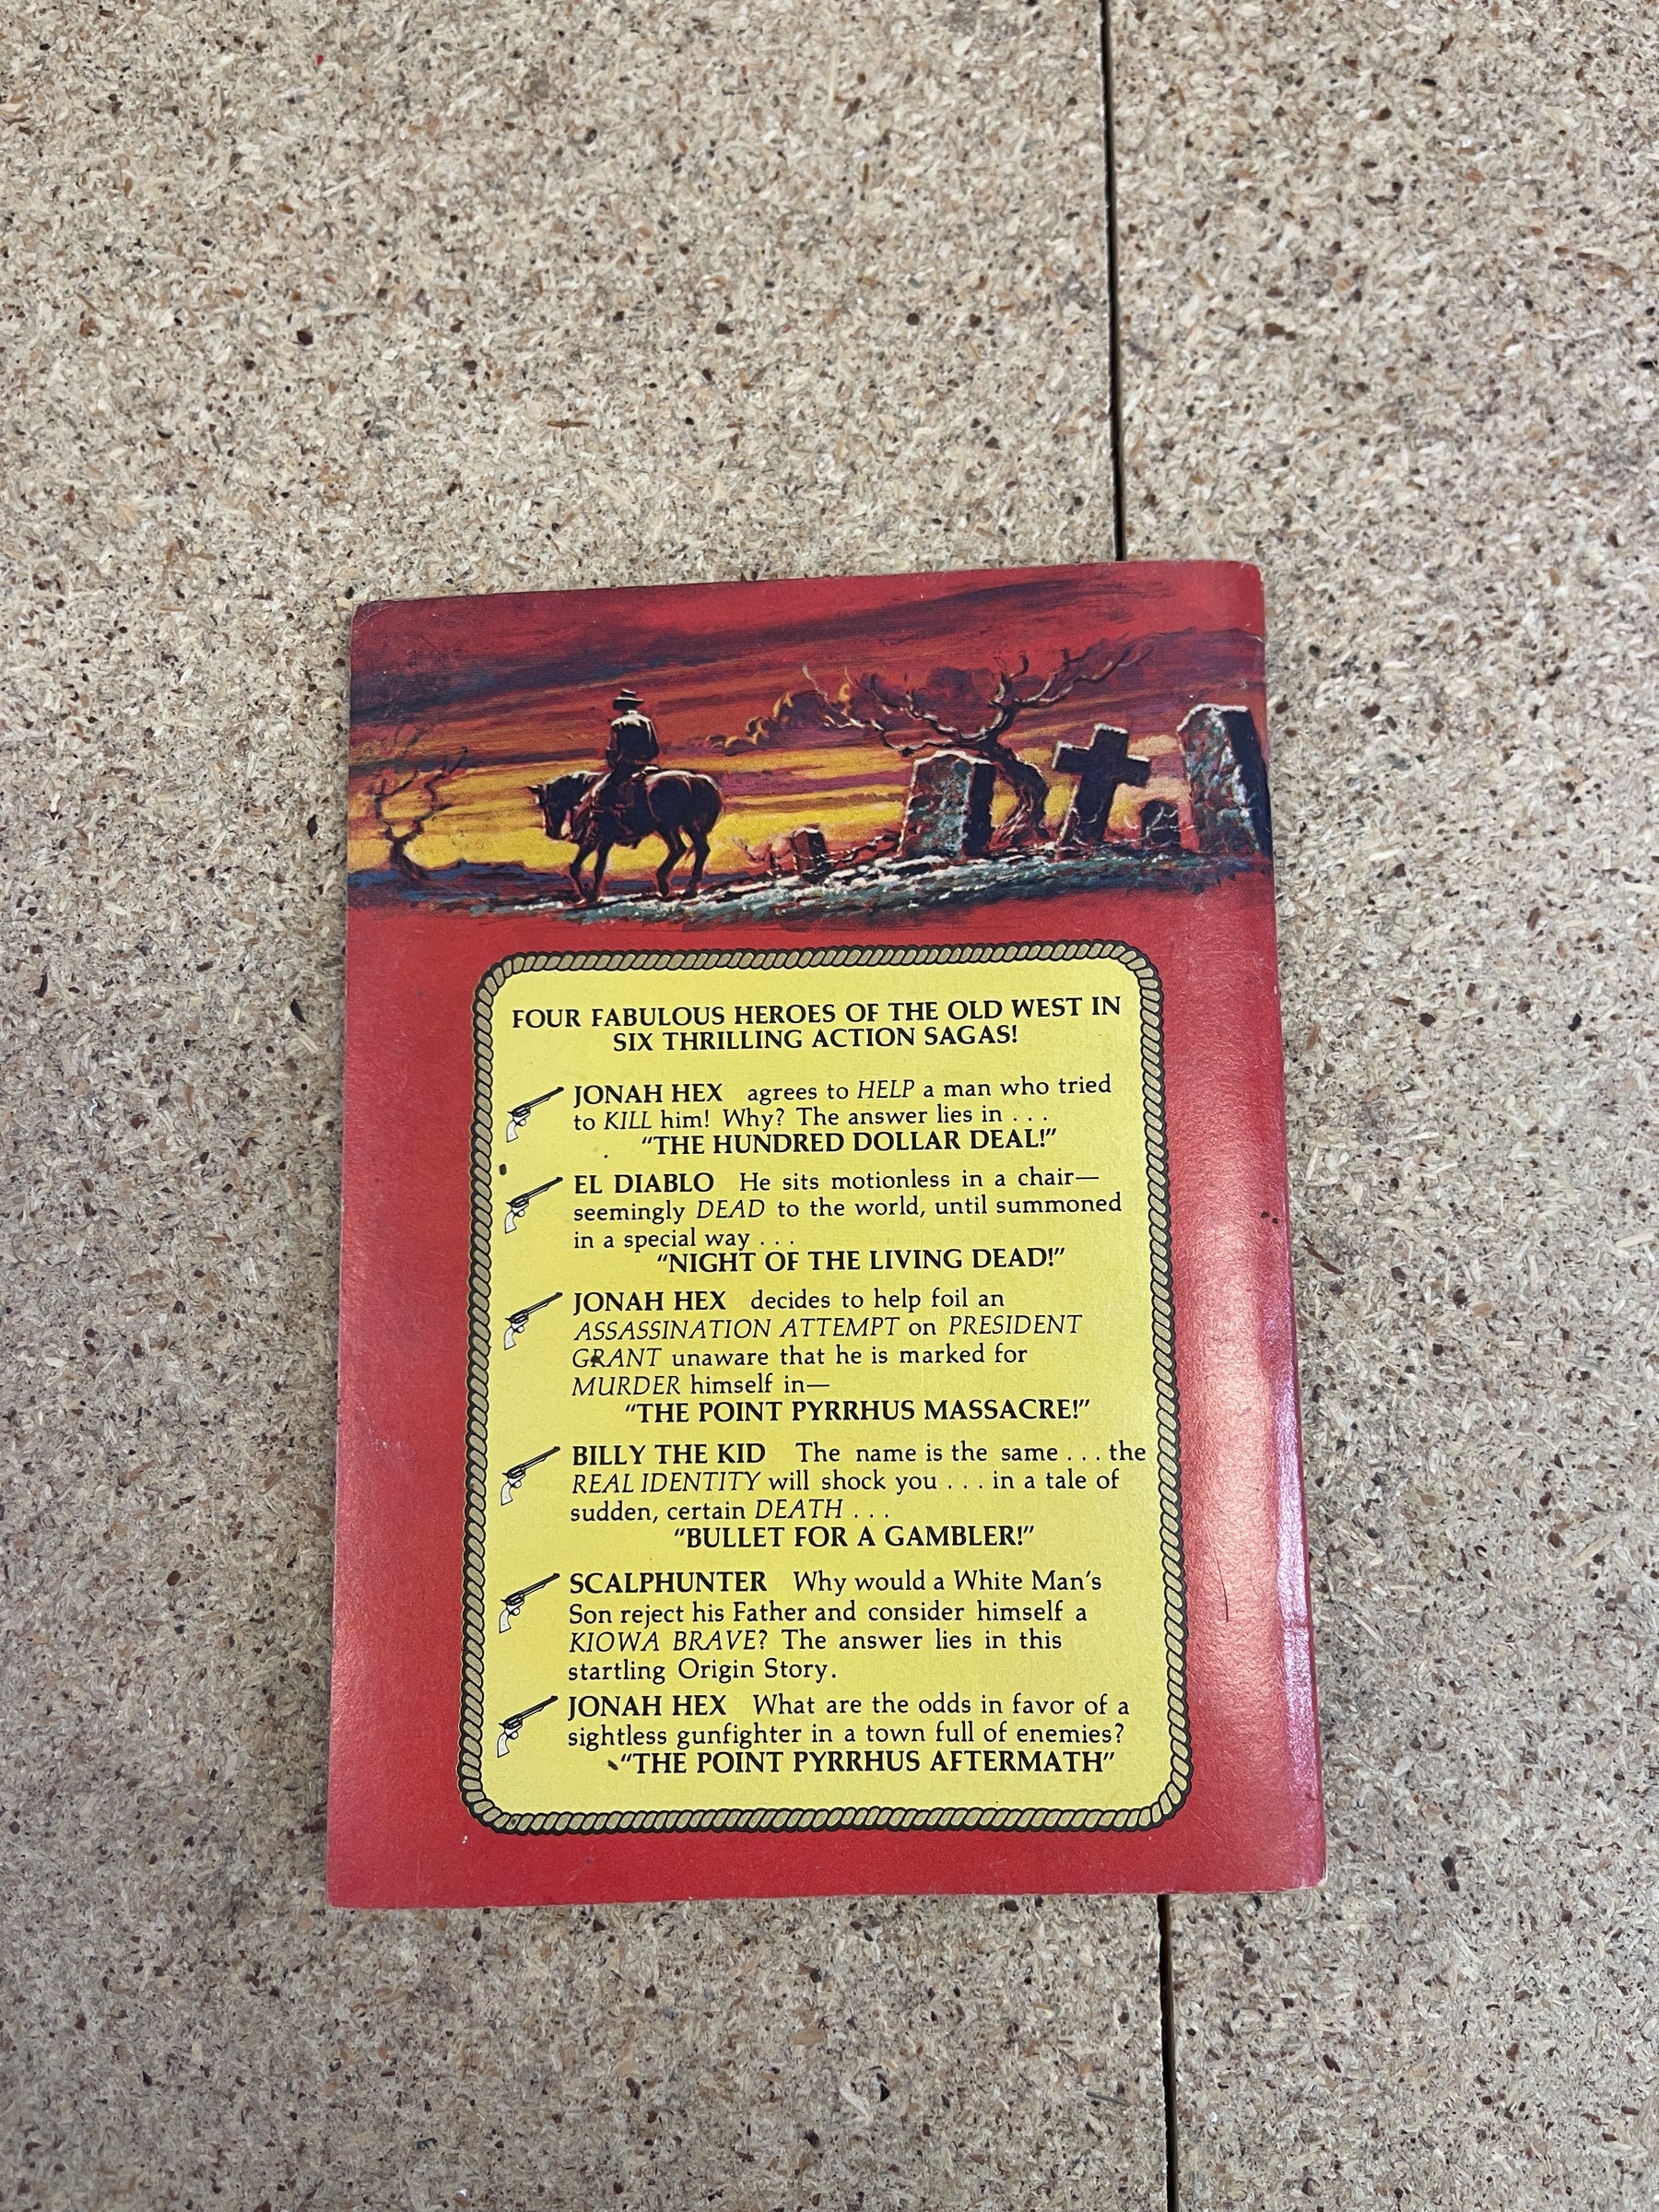 FOUR FABULOUS HEROES OF THE OLD WEST IN
SIX THRILLING ACTION SAGAS!
JONAH HEX agrees to HELP a man who tried
to KILL him! Why? The answer lies in . . .
“THE HUNDRED DOLLAR DEAL!”
EL DIABLO He sits motionless in a chair—
seemingly DEAD to the world, until summoned
in a special way . . .
“NIGHT OF THE LIVING DEAD!”
JONAH HEX decides to help foil an
ASSASSINATION ATTEMPT on PRESIDENT
GRANT unaware that he is marked for
MURDER himself in—
“THE POINT PYRRHUS MASSACRE!”
BILLY THE KID The name is the same . . . the
REAL IDENTITY will shock you . . . in a tale of
sudden, certain DEATH . . .
“BULLET FOR A GAMBLER!”
SCALPHUNTER Why would a White Man’s
Son reject his Father and consider himself a
KIOWA BRAVE? The answer lies in this
startling Origin Story.
JONAH HEX What are the odds in favor of a
sightless gunfighter in a town full of enemies?
“THE POINT PYRRHUS AFTERMATH”